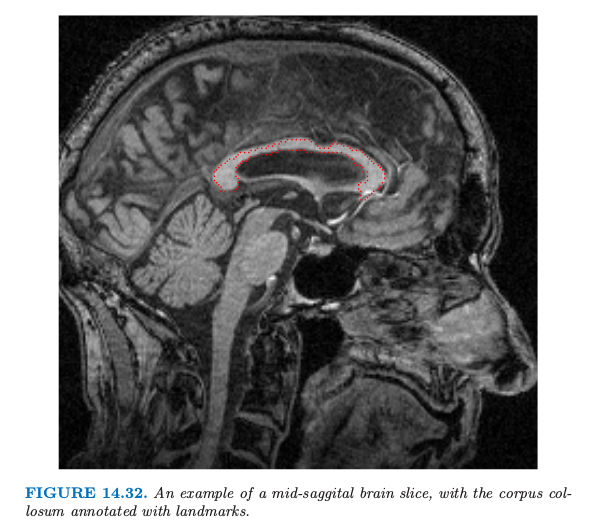 FIGURE 14.32. An example of a mid-saggital brain slice, with the corpus col-
losum annotated with landmarks.